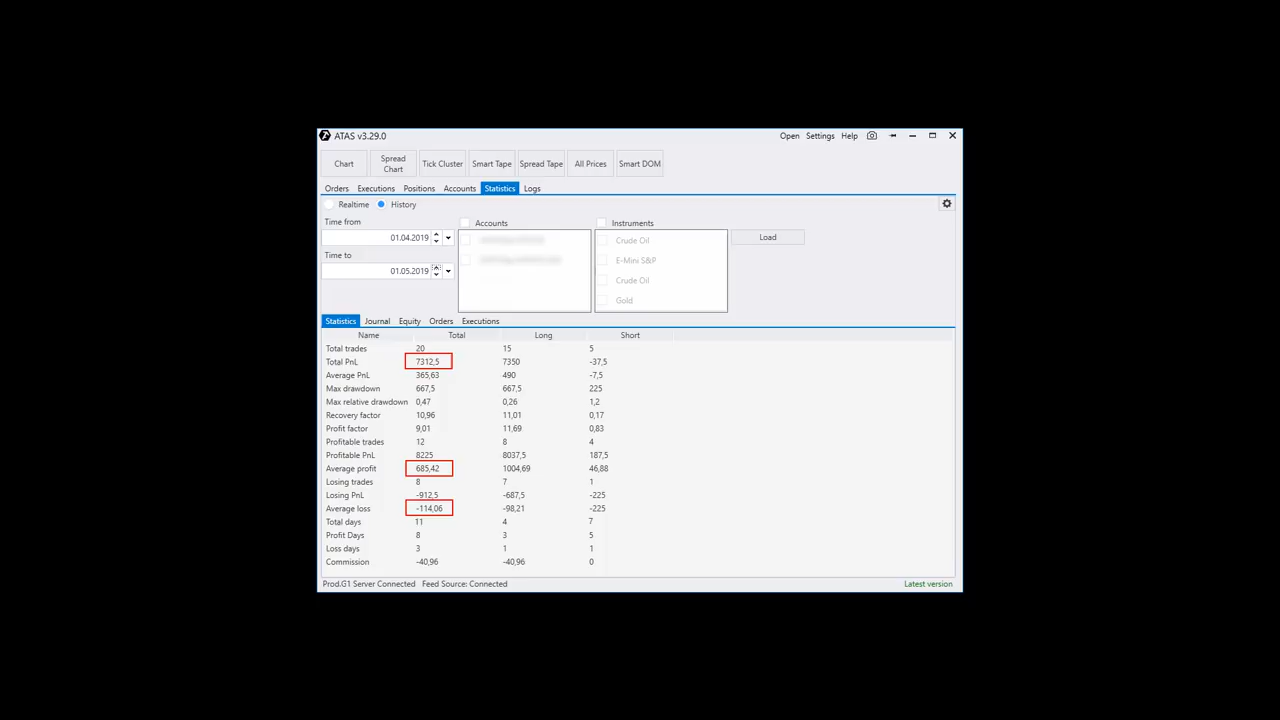 ATAS v3.29.0 Open Settings Help
Chart Spread Chart Tick Cluster Smart Tape Spread Tape All Prices Smart DOM
Orders Executions Positions Accounts Statistics Logs
Realtime History
Time from Accounts Instruments
01.04.2019 Crude Oil Load
Time to E-Mini S&P
01.05.2019 Crude Oil
Gold
Statistics Journal Equity Orders Executions
Name Total Long Short
Total trades 20 15 5
Total PnL 7312,5 7350 -37,5
Average PnL 365,63 490 -7,5
Max drawdown 667,5 667,5 225
Max relative drawdown 0,47 0,26 1,2
Recovery factor 10,96 11,01 0,17
Profit factor 9,01 11,69 0,83
Profitable trades 12 8 4
Profitable PnL 8225 8037,5 187,5
Average profit 685,42 1004,69 46,88
Losing trades 8 7 1
Losing PnL -912,5 -687,5 -225
Average loss -114,06 -98,21 -225
Total days 11 4 7
Profit Days 8 3 5
Loss days 3 1 1
Commission -40,96 -40,96 0
Prod.G1 Server Connected Feed Source: Connected Latest version